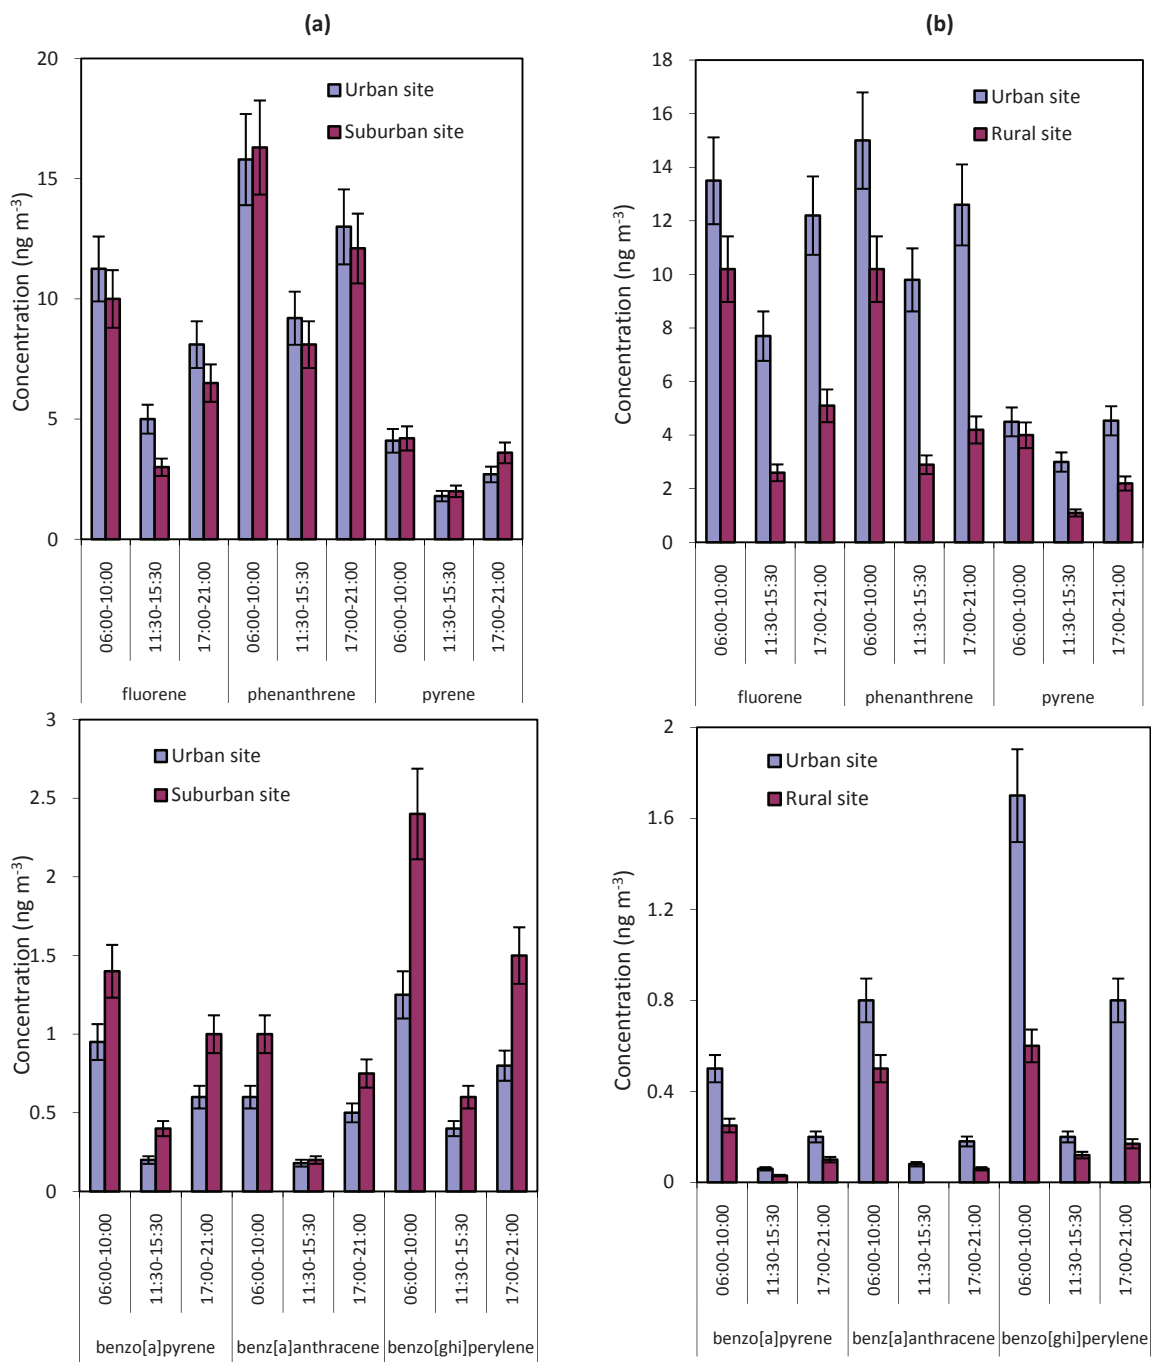 (a)
20
15
10
5
0
Concentration (ng m-3)
Urban site
Suburban site
06:00-10:00
11:30-15:30
17:00-21:00
06:00-10:00
11:30-15:30
17:00-21:00
06:00-10:00
11:30-15:30
17:00-21:00
fluorene
phenanthrene
pyrene
(b)
18
16
14
12
10
8
6
4
2
0
Concentration (ng m-3)
Urban site
Rural site
06:00-10:00
11:30-15:30
17:00-21:00
06:00-10:00
11:30-15:30
17:00-21:00
06:00-10:00
11:30-15:30
17:00-21:00
fluorene
phenanthrene
pyrene
3
2.5
2
1.5
1
0.5
0
Concentration (ng m-3)
Urban site
Suburban site
06:00-10:00
11:30-15:30
17:00-21:00
06:00-10:00
11:30-15:30
17:00-21:00
06:00-10:00
11:30-15:30
17:00-21:00
benzo[a]pyrene
benz[a]anthracene
benzo[ghi]perylene
2
1.6
1.2
0.8
0.4
0
Concentration (ng m-3)
Urban site
Rural site
06:00-10:00
11:30-15:30
17:00-21:00
06:00-10:00
11:30-15:30
17:00-21:00
06:00-10:00
11:30-15:30
17:00-21:00
benzo[a]pyrene
benz[a]anthracene
benzo[ghi]perylene